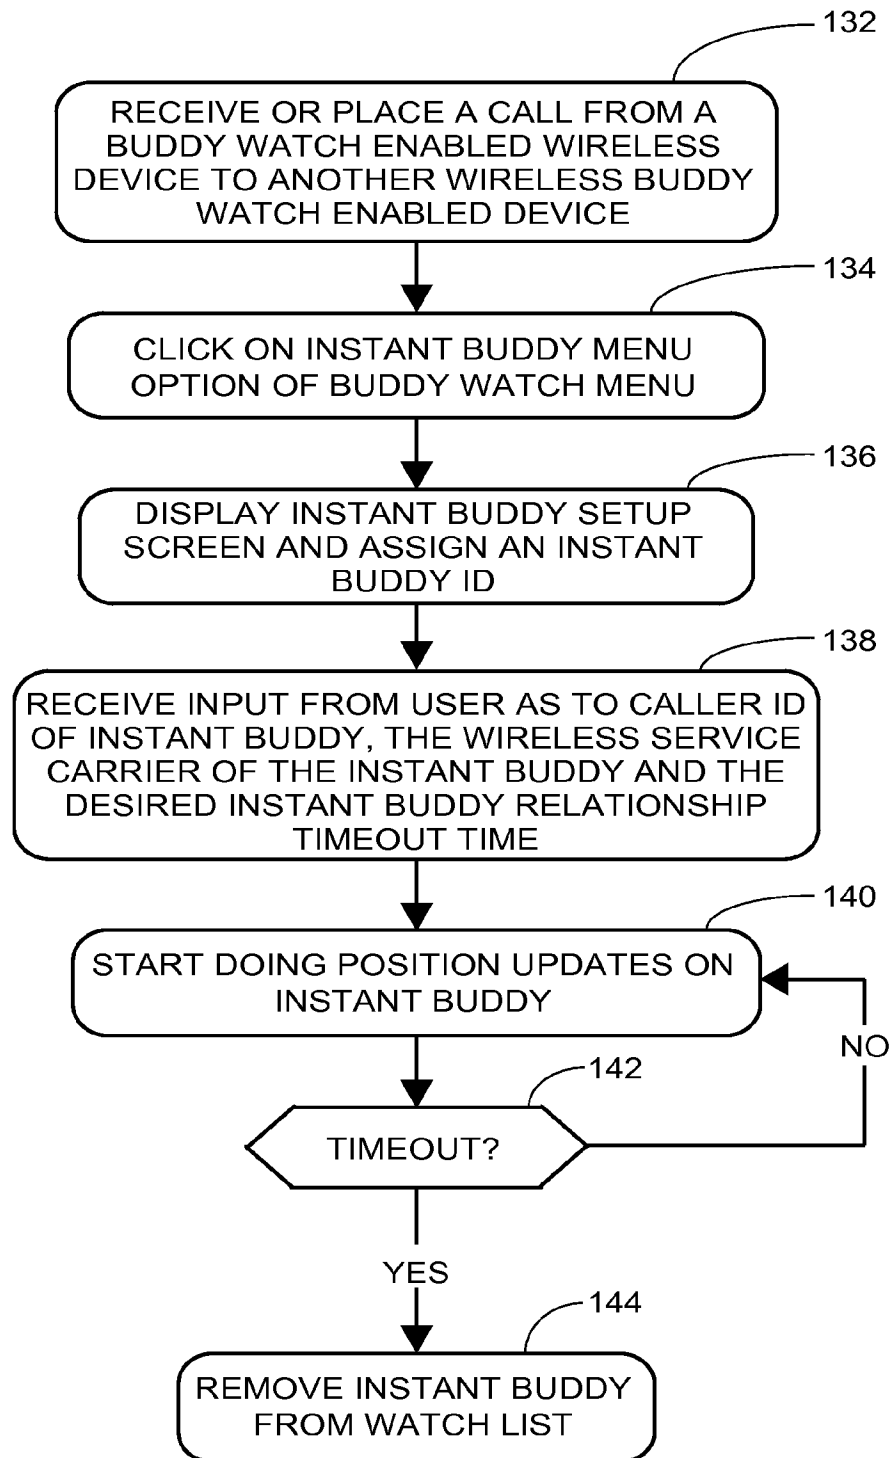 132
RECEIVE OR PLACE A CALL FROM A
BUDDY WATCH ENABLED WIRELESS
DEVICE TO ANOTHER WIRELESS BUDDY
WATCH ENABLED DEVICE
134
CLICK ON INSTANT BUDDY MENU
OPTION OF BUDDY WATCH MENU
136
DISPLAY INSTANT BUDDY SETUP
SCREEN AND ASSIGN AN INSTANT
BUDDY ID
138
RECEIVE INPUT FROM USER AS TO CALLER ID
OF INSTANT BUDDY, THE WIRELESS SERVICE
CARRIER OF THE INSTANT BUDDY AND THE
DESIRED INSTANT BUDDY RELATIONSHIP
TIMEOUT TIME
140
START DOING POSITION UPDATES ON
INSTANT BUDDY
NO
142
TIMEOUT?
YES
144
REMOVE INSTANT BUDDY
FROM WATCH LIST